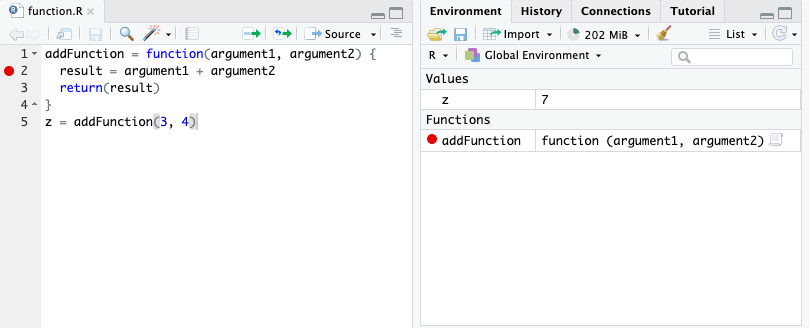 function.R
Source
1 addFunction = function(argument1, argument2) {
2   result = argument1 + argument2
3   return(result)
4 }
5 z = addFunction(3, 4)
Environment History Connections Tutorial
Import 202 MiB List
R Global Environment
Values
z 7
Functions
addFunction function (argument1, argument2)